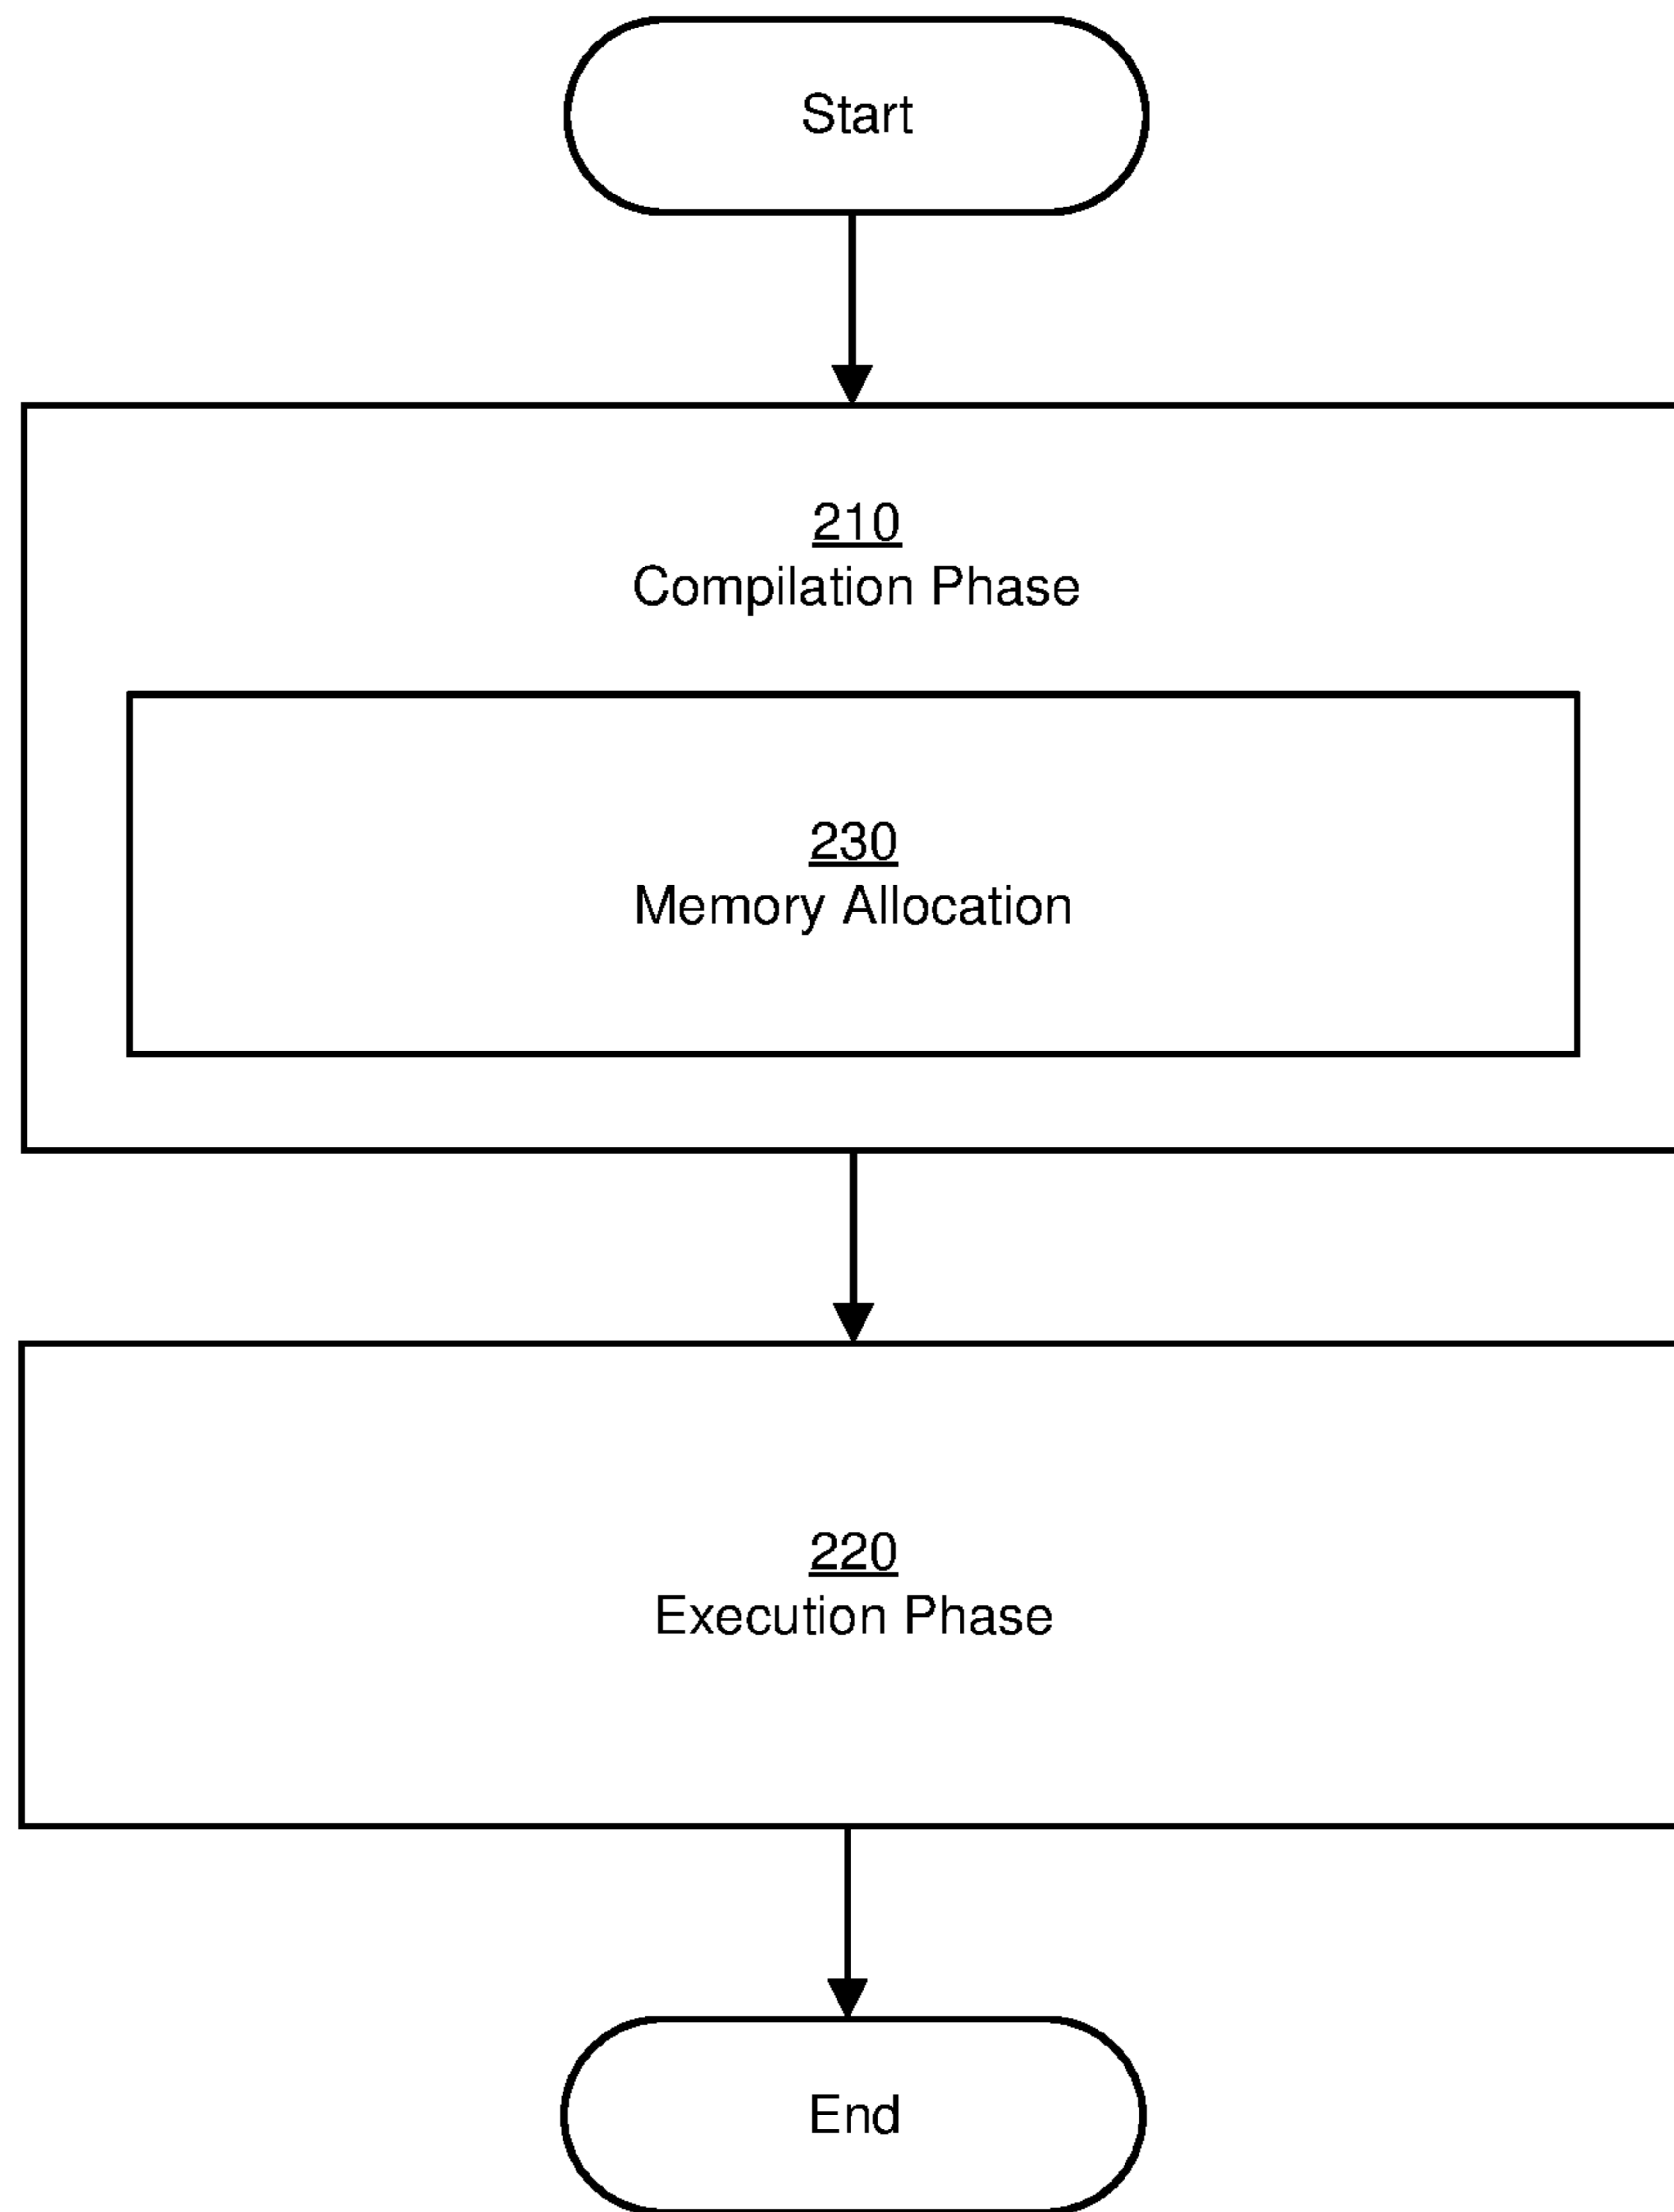 Start
210
Compilation Phase
230
Memory Allocation
220
Execution Phase
End